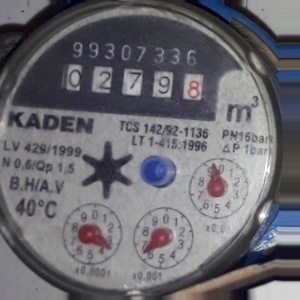 99307336
02798
m³
KADEN
TCS 142/92-1136
PN16bar
LV 429/1999
LT 1-415:1996
ΔP 1bar
N 0,6/Qp 1,5
B.H/A.V
40°C
x0.01
x0.0001
x0.001